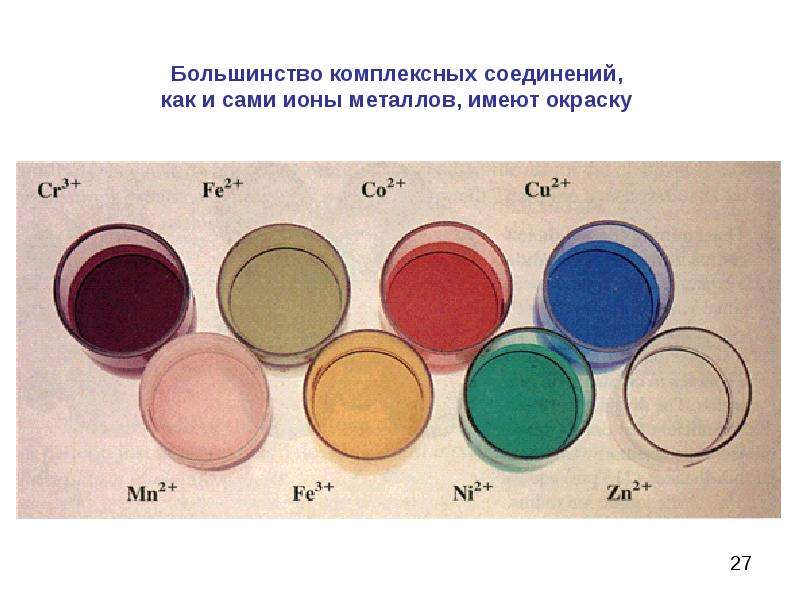 Большинство комплексных соединений,
как и сами ионы металлов, имеют окраску
Cr³⁺ Fe²⁺ Co²⁺ Cu²⁺
Mn²⁺ Fe³⁺ Ni²⁺ Zn²⁺
27